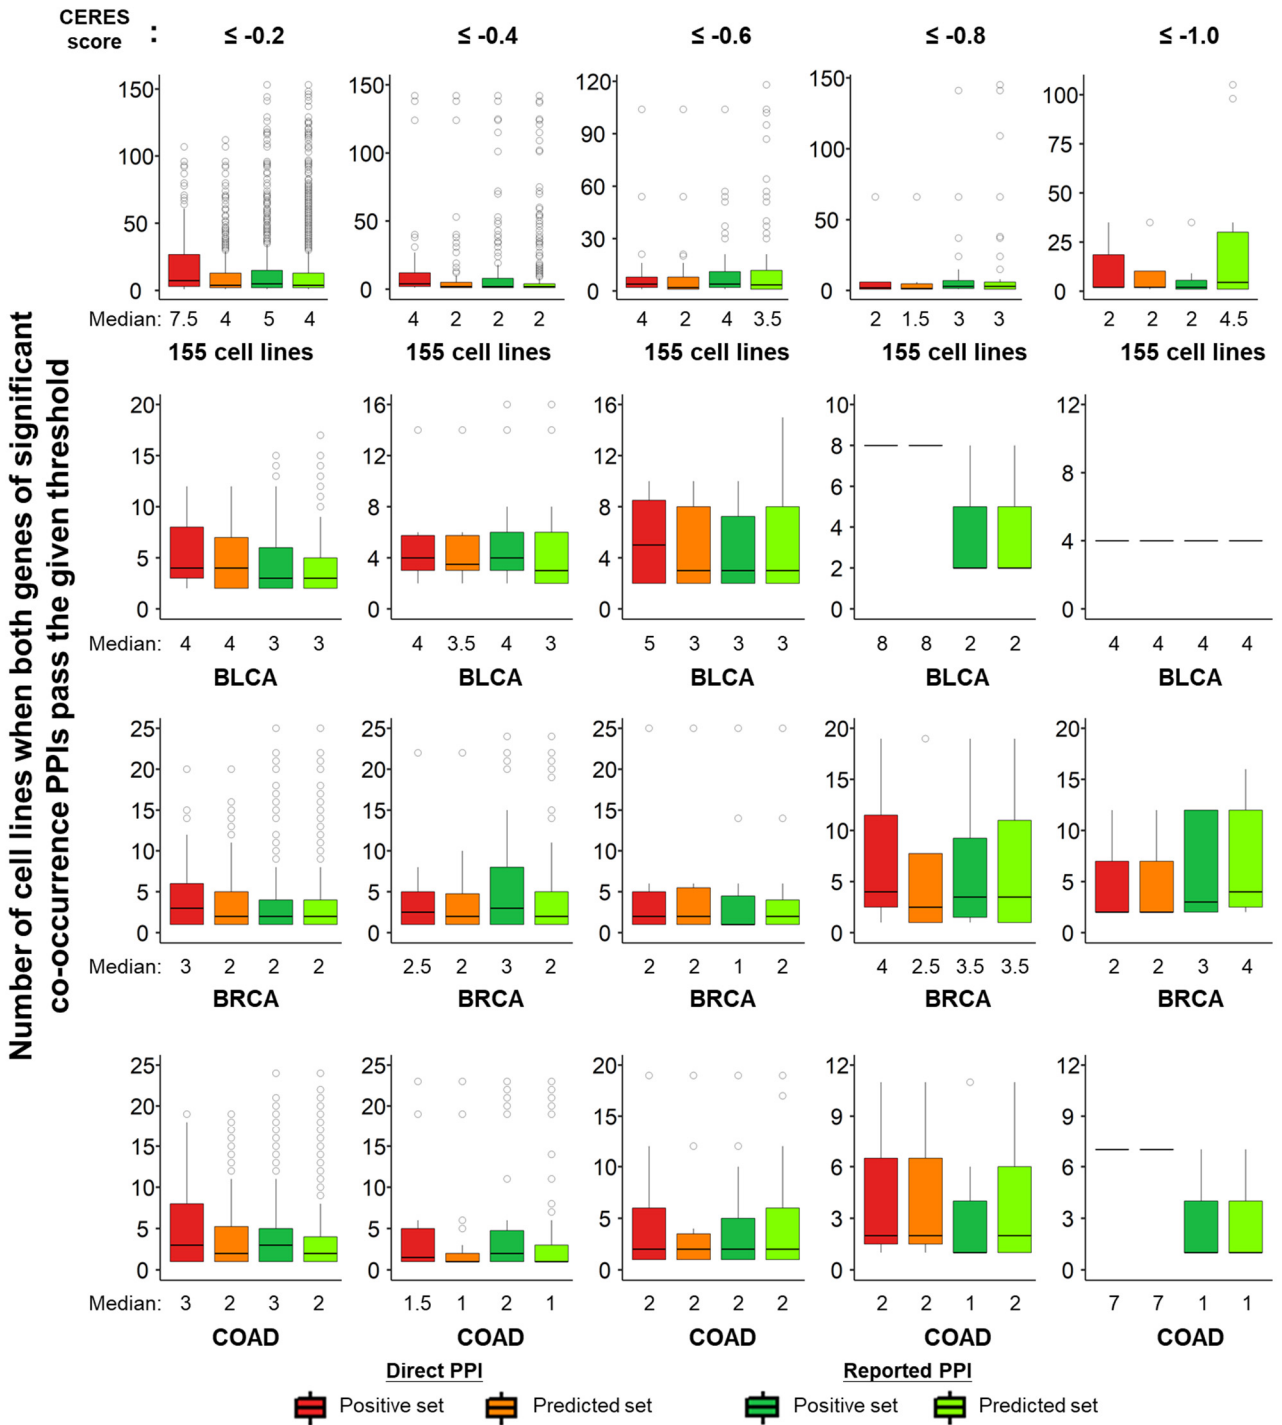 CERES score : ≤ -0.2 ≤ -0.4 ≤ -0.6 ≤ -0.8 ≤ -1.0
Number of cell lines when both genes of significant
co-occurrence PPIs pass the given threshold
150 100 50 0
150 100 50 0
120 90 60 30 0
150 100 50 0
100 75 50 25 0
Median: 7.5 4 5 4
4 2 2 2
4 2 4 3.5
2 1.5 3 3
2 2 2 4.5
155 cell lines 155 cell lines 155 cell lines 155 cell lines 155 cell lines
20 15 10 5 0
16 12 8 4 0
16 12 8 4 0
10 8 6 4 2 0
12 8 4 0
Median: 4 4 3 3
4 3.5 4 3
5 3 3 3
8 8 2 2
4 4 4 4
BLCA BLCA BLCA BLCA BLCA
25 20 15 10 5 0
25 20 15 10 5 0
25 20 15 10 5 0
20 15 10 5 0
20 15 10 5 0
Median: 3 2 2 2
2.5 2 3 2
2 2 1 2
4 2.5 3.5 3.5
2 2 3 4
BRCA BRCA BRCA BRCA BRCA
25 20 15 10 5 0
25 20 15 10 5 0
20 15 10 5 0
12 9 6 3 0
12 9 6 3 0
Median: 3 2 3 2
1.5 1 2 1
2 2 2 2
2 2 1 2
7 7 1 1
COAD COAD COAD COAD COAD
Direct PPI Reported PPI
Positive set Predicted set Positive set Predicted set